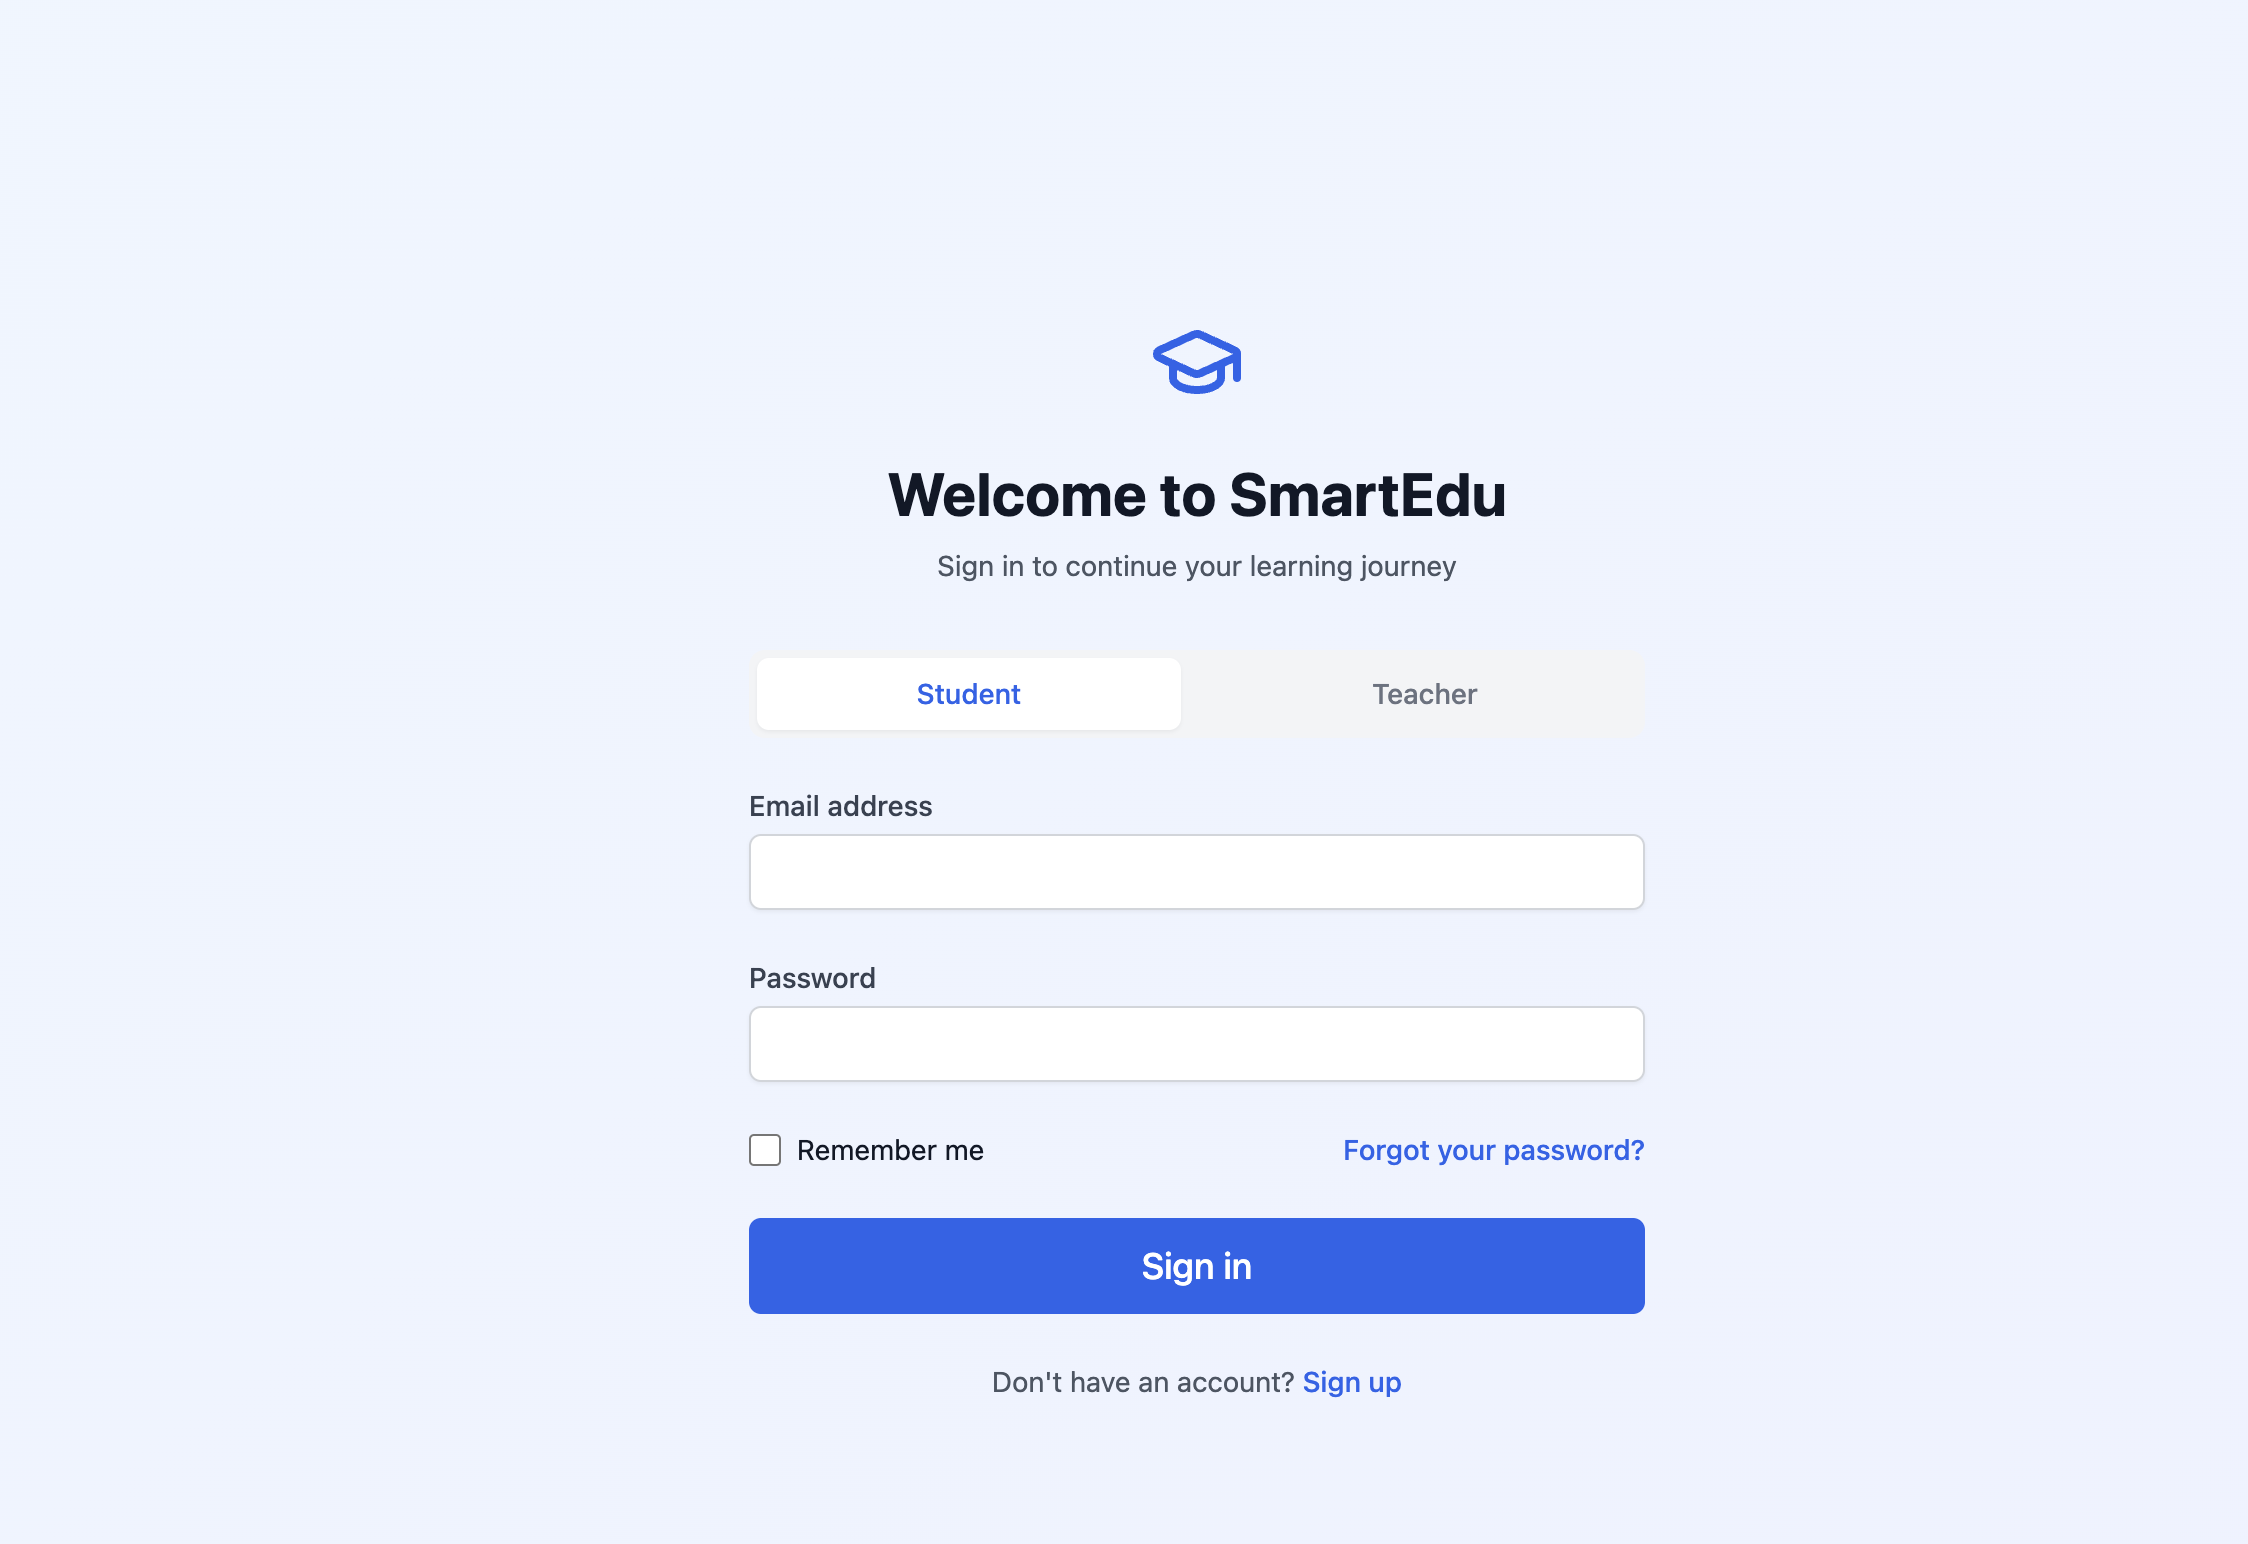 Welcome to SmartEdu
Sign in to continue your learning journey
Student Teacher
Email address
Password
Remember me Forgot your password?
Sign in
Don't have an account? Sign up